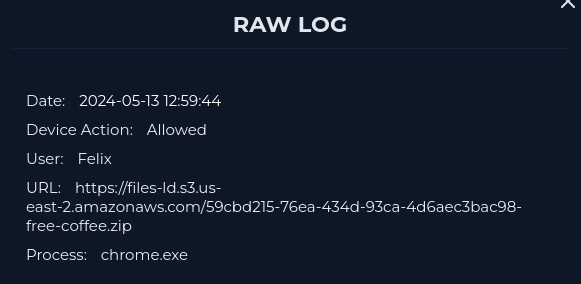 RAW LOG
Date: 2024-05-13 12:59:44
Device Action: Allowed
User: Felix
URL: https://files-ld.s3.us-
east-2.amazonaws.com/59cbd215-76ea-434d-93ca-4d6aec3bac98-
free-coffee.zip
Process: chrome.exe